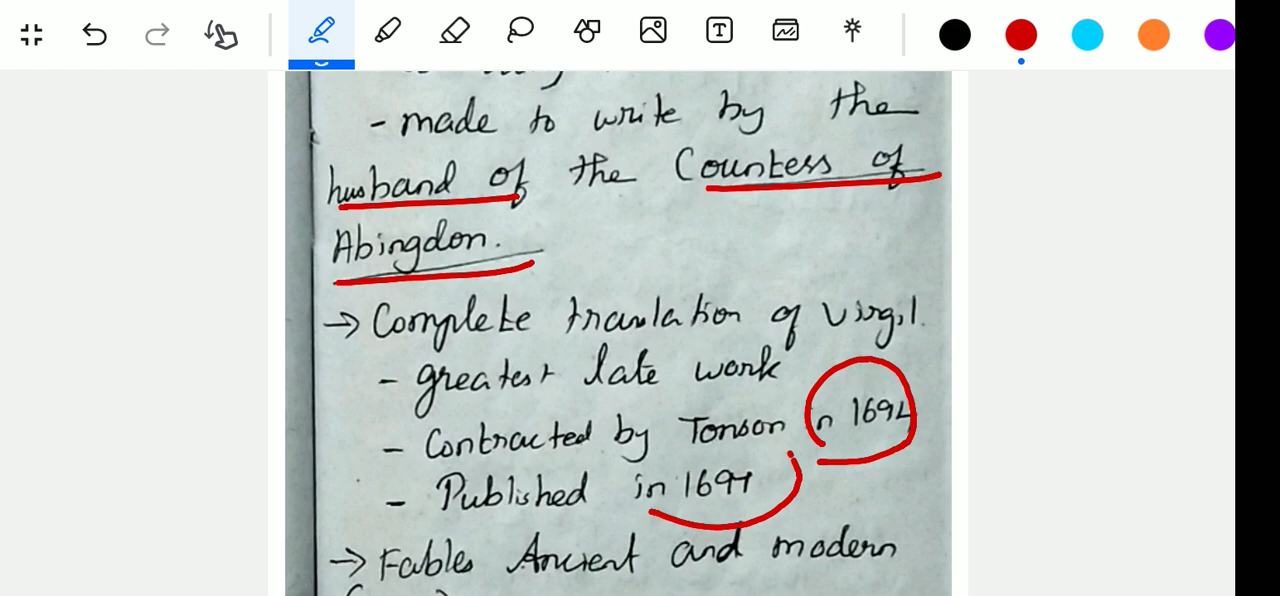 - made to write by the
husband of the Countess of
Abingdon.
→ Complete translation of Virgil.
- greatest late work
- Contracted by Tonson in 1694
- Published in 1697
→ Fables Ancient and modern